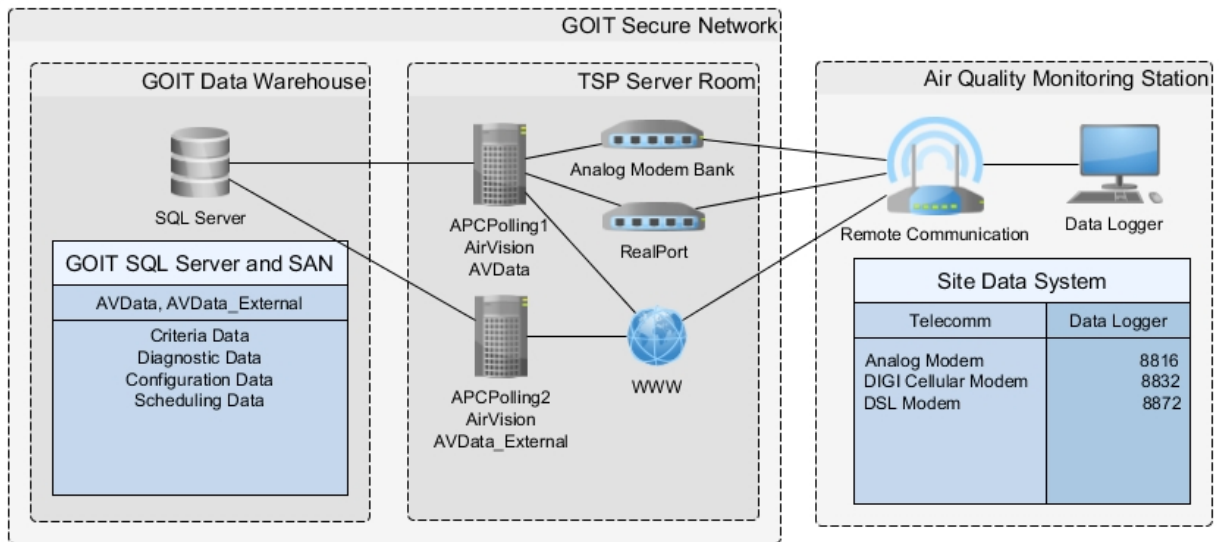 GOIT Secure Network
GOIT Data Warehouse
SQL Server
GOIT SQL Server and SAN
AVData, AVData_External
Criteria Data
Diagnostic Data
Configuration Data
Scheduling Data
TSP Server Room
APCPolling1
AirVision
AVData
Analog Modem Bank
RealPort
APCPolling2
AirVision
AVData_External
WWW
Air Quality Monitoring Station
Remote Communication
Data Logger
Site Data System
Telecomm Data Logger
Analog Modem 8816
DIGI Cellular Modem 8832
DSL Modem 8872